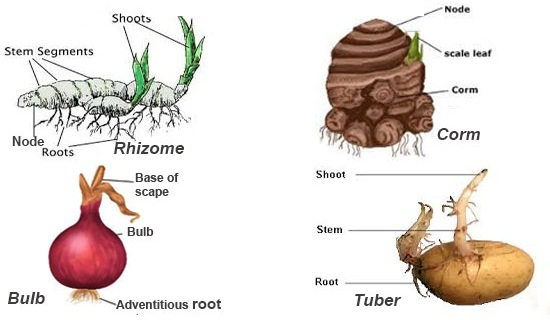 Shoots
Stem Segments
Node
Roots
Rhizome
Node
scale leaf
Corm
Corm
Base of
scape
Bulb
Bulb
Adventitious root
Shoot
Stem
Root
Tuber